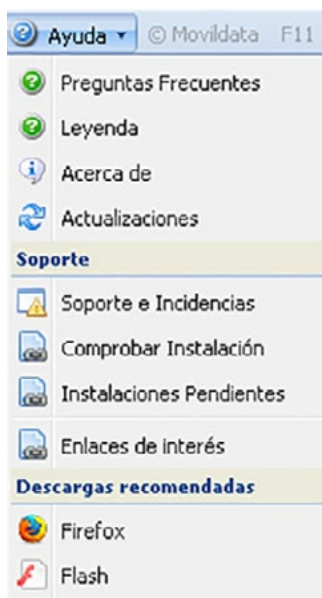 Ayuda © Movildata F11
Preguntas Frecuentes
Leyenda
Acerca de
Actualizaciones
Soporte
Soporte e Incidencias
Comprobar Instalación
Instalaciones Pendientes
Enlaces de interés
Descargas recomendadas
Firefox
Flash